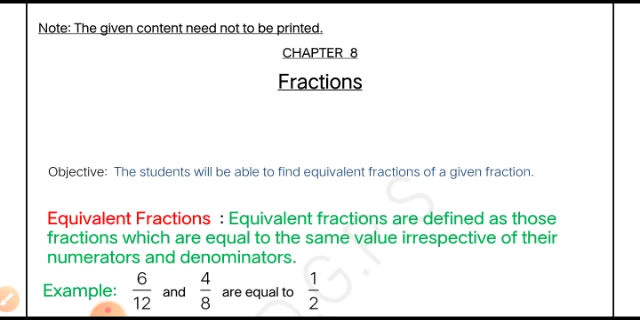 Note: The given content need not to be printed.
CHAPTER 8
Fractions
Objective: The students will be able to find equivalent fractions of a given fraction.
Equivalent Fractions : Equivalent fractions are defined as those
fractions which are equal to the same value irrespective of their
numerators and denominators.
Example: 6/12 and 4/8 are equal to 1/2